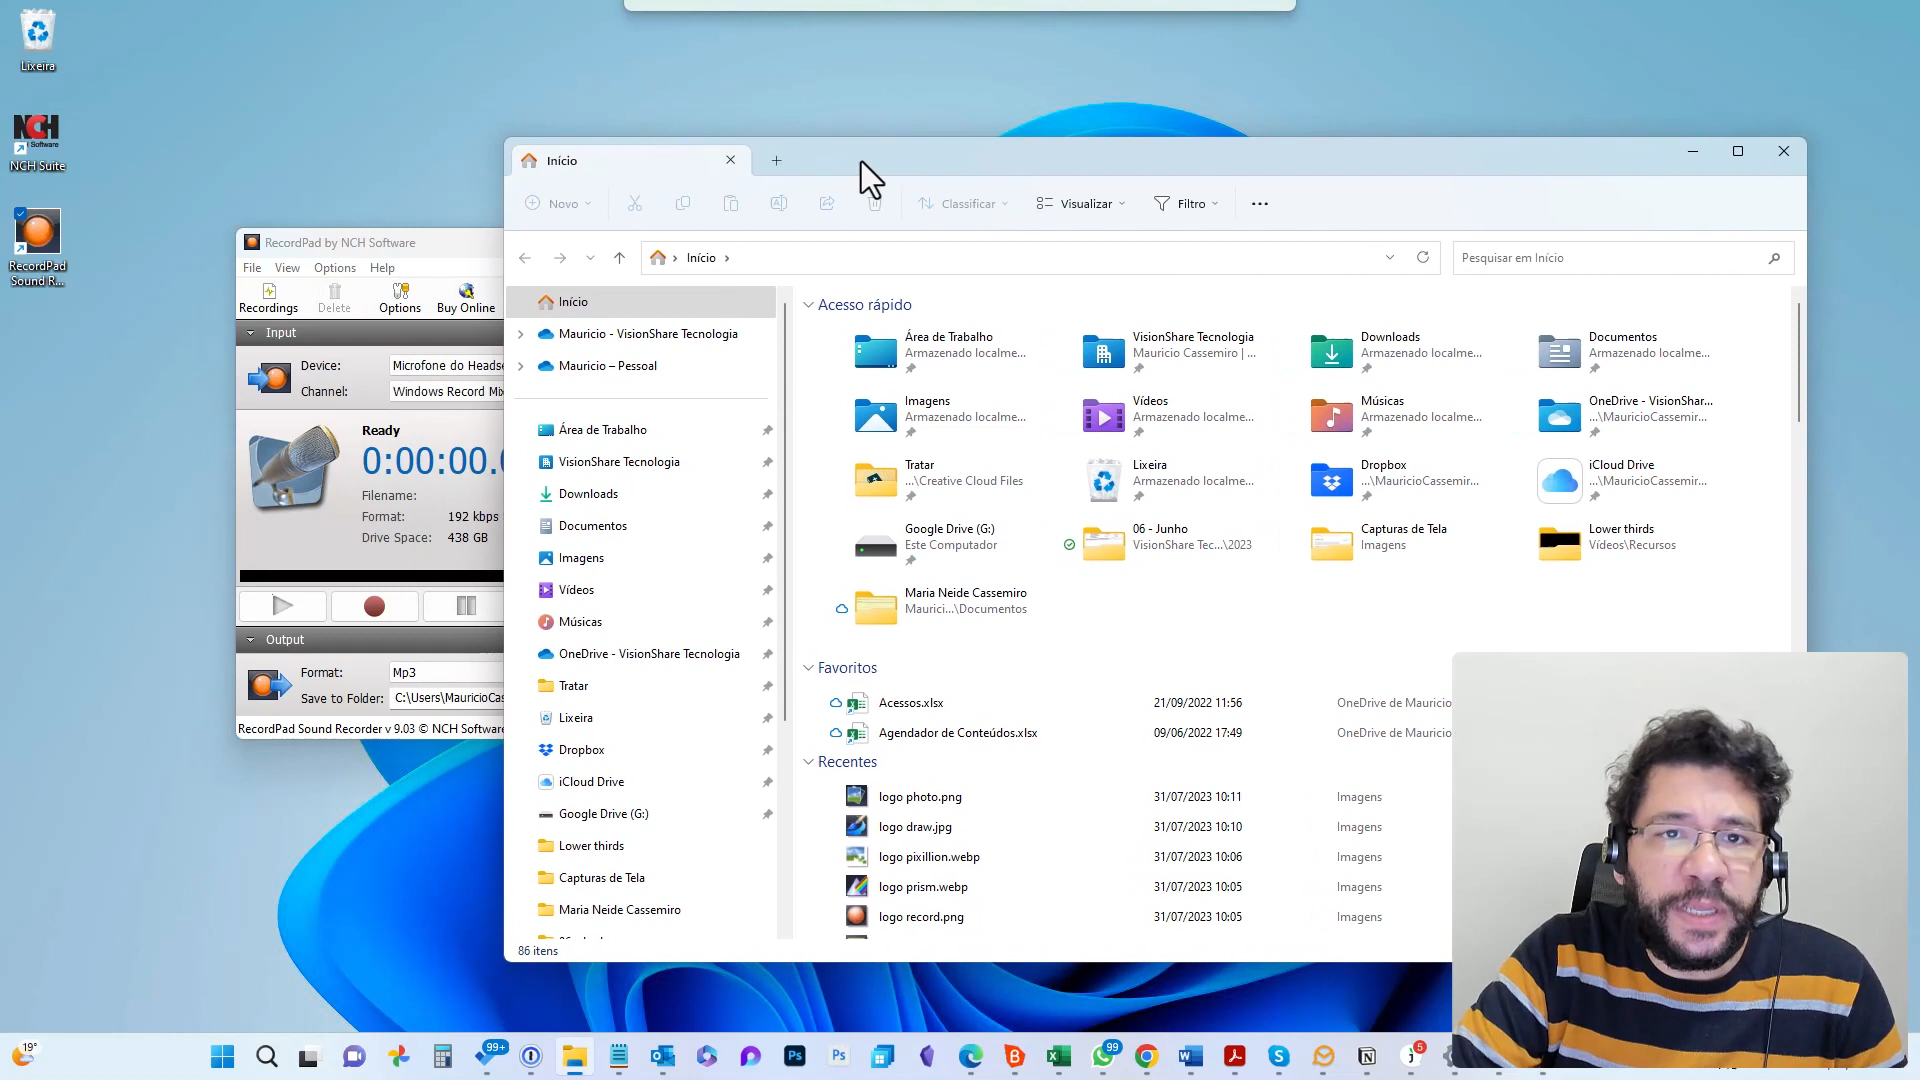 Lixeira
NCH Software
NCH Suite
RecordPad
Sound R...
Início
Novo
Classificar
Visualizar
Filtro
Início
Pesquisar em Início
RecordPad by NCH Software
File View Options Help
Recordings Delete Options Buy Online
Input
Device: Microfone do Headse
Channel: Windows Record Mix
Ready
0:00:00.
Filename:
Format: 192 kbps
Drive Space: 438 GB
Output
Format: Mp3
Save to Folder: C:\Users\MauricioCas
RecordPad Sound Recorder v 9.03 © NCH Software
Início
Mauricio - VisionShare Tecnologia
Mauricio – Pessoal
Área de Trabalho
VisionShare Tecnologia
Downloads
Documentos
Imagens
Vídeos
Músicas
OneDrive - VisionShare Tecnologia
Tratar
Lixeira
Dropbox
iCloud Drive
Google Drive (G:)
Lower thirds
Capturas de Tela
Maria Neide Cassemiro
86 itens
Acesso rápido
Área de Trabalho
Armazenado localme...
VisionShare Tecnologia
Mauricio Cassemiro | ...
Downloads
Armazenado localme...
Documentos
Armazenado localme...
Imagens
Armazenado localme...
Vídeos
Armazenado localme...
Músicas
Armazenado localme...
OneDrive - VisionShar...
...\MauricioCassemir...
Tratar
...\Creative Cloud Files
Lixeira
Armazenado localme...
Dropbox
...\MauricioCassemir...
iCloud Drive
...\MauricioCassemir...
Google Drive (G:)
Este Computador
06 - Junho
VisionShare Tec...\2023
Capturas de Tela
Imagens
Lower thirds
Vídeos\Recursos
Maria Neide Cassemiro
Maurici...\Documentos
Favoritos
Acessos.xlsx 21/09/2022 11:56 OneDrive de Mauricio
Agendador de Conteúdos.xlsx 09/06/2022 17:49 OneDrive de Mauricio
Recentes
logo photo.png 31/07/2023 10:11 Imagens
logo draw.jpg 31/07/2023 10:10 Imagens
logo pixillion.webp 31/07/2023 10:06 Imagens
logo prism.webp 31/07/2023 10:05 Imagens
logo record.png 31/07/2023 10:05 Imagens
19°
99+
Ps
Ps
99
5